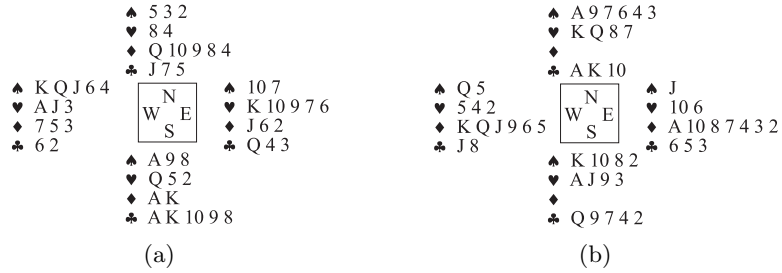 ♠ 5 3 2
♥ 8 4
♦ Q 10 9 8 4
♣ J 7 5
♠ K Q J 6 4
♥ A J 3
♦ 7 5 3
♣ 6 2
N
W E
S
♠ 10 7
♥ K 10 9 7 6
♦ J 6 2
♣ Q 4 3
♠ A 9 8
♥ Q 5 2
♦ A K
♣ A K 10 9 8
(a)
♠ A 9 7 6 4 3
♥ K Q 8 7
♦
♣ A K 10
♠ Q 5
♥ 5 4 2
♦ K Q J 9 6 5
♣ J 8
N
W E
S
♠ J
♥ 10 6
♦ A 10 8 7 4 3 2
♣ 6 5 3
♠ K 10 8 2
♥ A J 9 3
♦
♣ Q 9 7 4 2
(b)